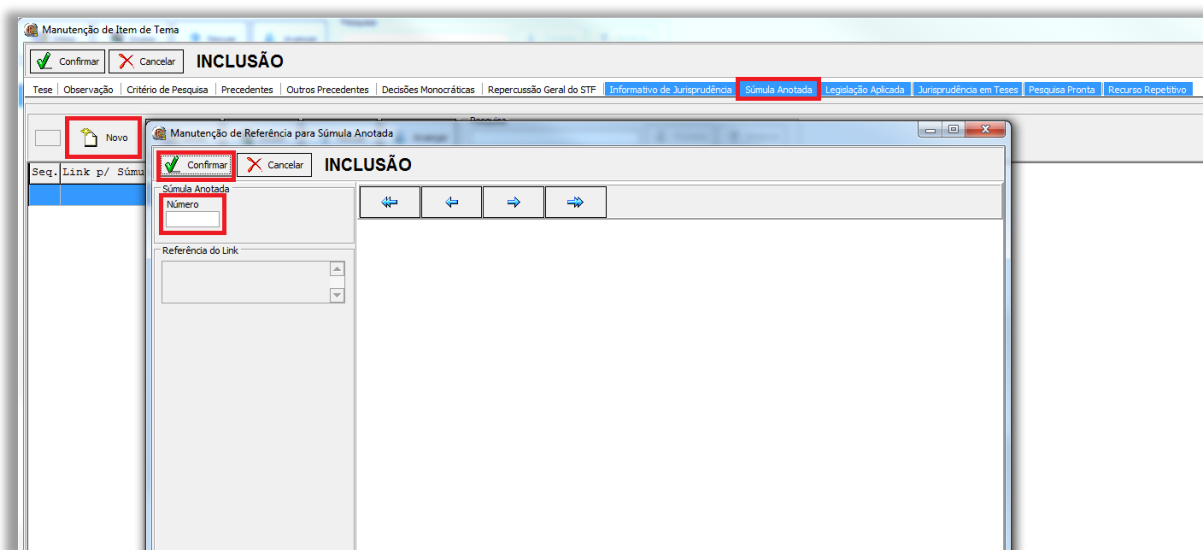 Manutenção de Item de Tema
Confirmar Cancelar INCLUSÃO
Tese Observação Critério de Pesquisa Precedentes Outros Precedentes Decisões Monocráticas Repercussão Geral do STF Informativo de Jurisprudência Súmula Anotada Legislação Aplicada Jurisprudência em Teses Pesquisa Pronta Recurso Repetitivo
Novo
Seq. Link p/ Súmu
Manutenção de Referência para Súmula Anotada
Confirmar Cancelar INCLUSÃO
Súmula Anotada
Número
Referência do Link